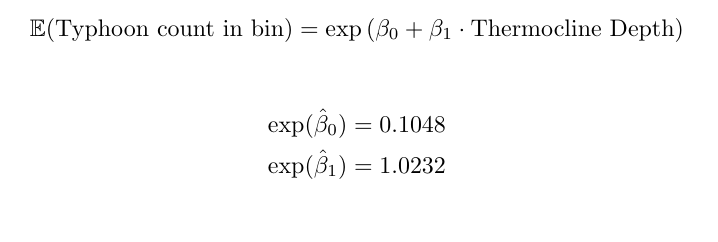 𝔼(Typhoon count in bin) = exp (β₀ + β₁ · Thermocline Depth)
exp(β̂₀) = 0.1048
exp(β̂₁) = 1.0232